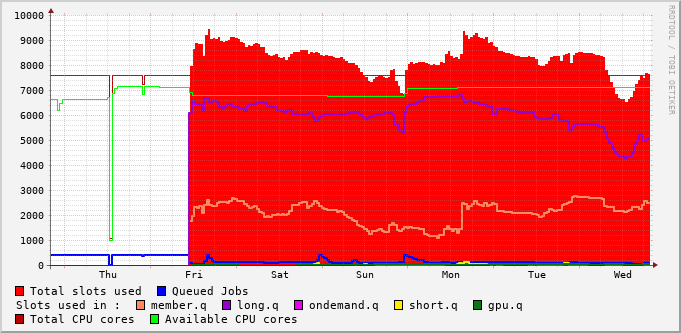 10000
9000
8000
7000
6000
5000
4000
3000
2000
1000
0
Thu Fri Sat Sun Mon Tue Wed
Total slots used Queued Jobs
Slots used in : member.q long.q ondemand.q short.q gpu.q
Total CPU cores Available CPU cores
RRDTOOL / TOBI OETIKER